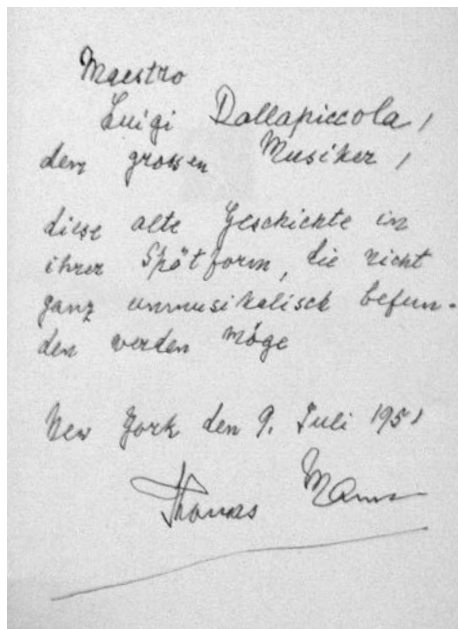 Maestro
Luigi Dallapiccola,
dem grossen Musiker,
diese alte Geschichte in
ihrer Spätform, die nicht
ganz unmusikalisch befun-
den werden möge
New York den 9. Juli 1951
Thomas Mann